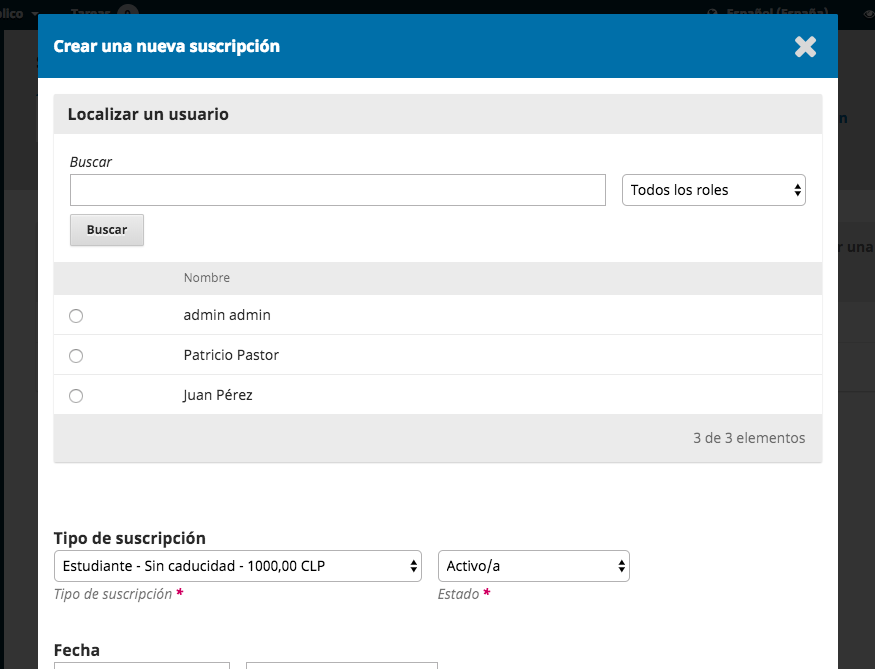 Crear una nueva suscripción
Localizar un usuario
Buscar
Todos los roles
Buscar
Nombre
admin admin
Patricio Pastor
Juan Pérez
3 de 3 elementos
Tipo de suscripción
Estudiante - Sin caducidad - 1000,00 CLP
Activo/a
Tipo de suscripción *
Estado *
Fecha